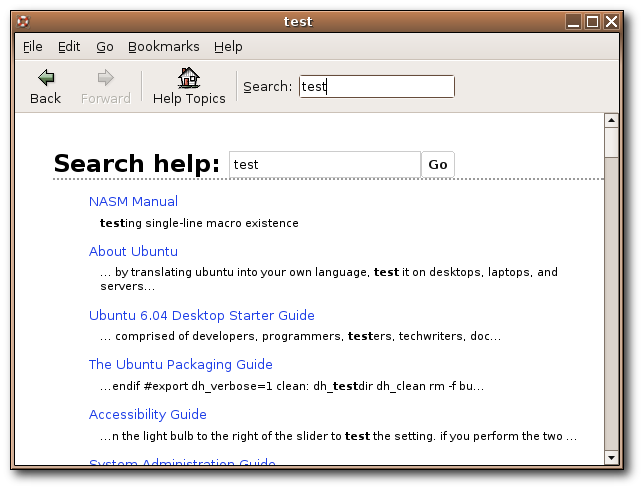 test
File Edit Go Bookmarks Help
Back Forward Help Topics Search: test
Search help: test Go
NASM Manual
testing single-line macro existence
About Ubuntu
... by translating ubuntu into your own language, test it on desktops, laptops, and
servers...
Ubuntu 6.04 Desktop Starter Guide
... comprised of developers, programmers, testers, techwriters, doc...
The Ubuntu Packaging Guide
...endif #export dh_verbose=1 clean: dh_testdir dh_clean rm -f bu...
Accessibility Guide
...n the light bulb to the right of the slider to test the setting. if you perform the two ...
System Administration Guide